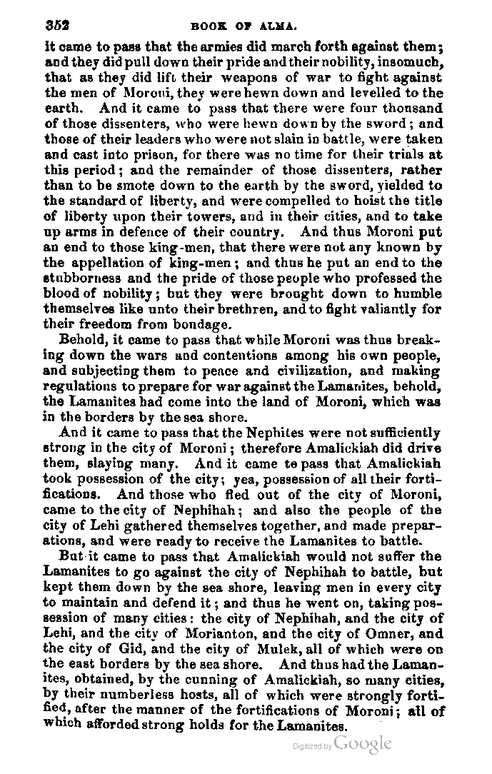 352 BOOK OF ALMA.
it came to pass that the armies did march forth against them;
and they did pull down their pride and their nobility, insomuch,
that as they did lift their weapons of war to fight against
the men of Moroni, they were hewn down and levelled to the
earth. And it came to pass that there were four thousand
of those dissenters, who were hewn down by the sword; and
those of their leaders who were not slain in battle, were taken
and cast into prison, for there was no time for their trials at
this period; and the remainder of those dissenters, rather
than to be smote down to the earth by the sword, yielded to
the standard of liberty, and were compelled to hoist the title
of liberty upon their towers, and in their cities, and to take
up arms in defence of their country. And thus Moroni put
an end to those king-men, that there were not any known by
the appellation of king-men; and thus he put an end to the
stubborness and the pride of those people who professed the
blood of nobility; but they were brought down to humble
themselves like unto their brethren, and to fight valiantly for
their freedom from bondage.
Behold, it came to pass that while Moroni was thus break-
ing down the wars and contentions among his own people,
and subjecting them to peace and civilization, and making
regulations to prepare for war against the Lamanites, behold,
the Lamanites had come into the land of Moroni, which was
in the borders by the sea shore.
And it came to pass that the Nephites were not sufficiently
strong in the city of Moroni; therefore Amalickiah did drive
them, slaying many. And it came to pass that Amalickiah
took possession of the city; yea, possession of all their forti-
fications. And those who fled out of the city of Moroni,
came to the city of Nephihah; and also the people of the
city of Lehi gathered themselves together, and made prepar-
ations, and were ready to receive the Lamanites to battle.
But it came to pass that Amalickiah would not suffer the
Lamanites to go against the city of Nephihah to battle, but
kept them down by the sea shore, leaving men in every city
to maintain and defend it; and thus he went on, taking pos-
session of many cities: the city of Nephihah, and the city of
Lehi, and the city of Morianton, and the city of Omner, and
the city of Gid, and the city of Mulek, all of which were on
the east borders by the sea shore. And thus had the Laman-
ites, obtained, by the cunning of Amalickiah, so many cities,
by their numberless hosts, all of which were strongly forti-
fied, after the manner of the fortifications of Moroni; all of
which afforded strong holds for the Lamanites.
Digitized by Google